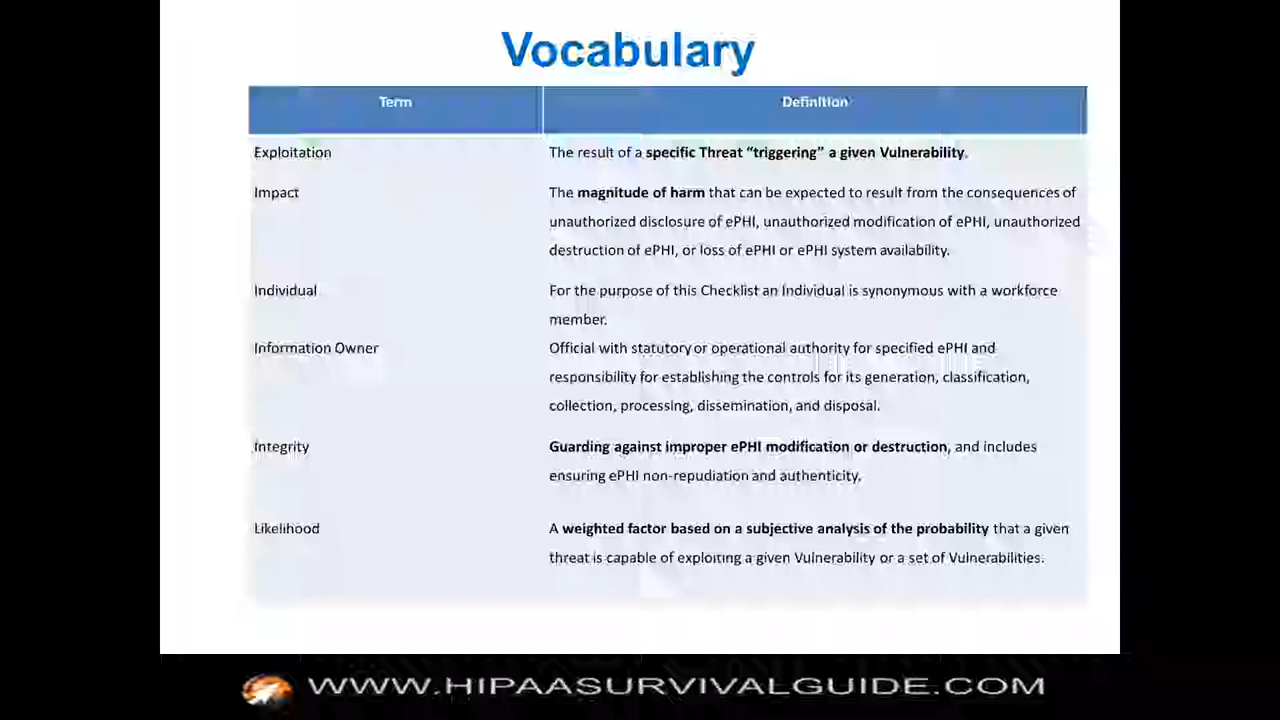 Vocabulary
Term
Definition
Exploitation
The result of a specific Threat “triggering” a given Vulnerability.
Impact
The magnitude of harm that can be expected to result from the consequences of
unauthorized disclosure of ePHI, unauthorized modification of ePHI, unauthorized
destruction of ePHI, or loss of ePHI or ePHI system availability.
Individual
For the purpose of this Checklist an Individual is synonymous with a workforce
member.
Information Owner
Official with statutory or operational authority for specified ePHI and
responsibility for establishing the controls for its generation, classification,
collection, processing, dissemination, and disposal.
Integrity
Guarding against improper ePHI modification or destruction, and includes
ensuring ePHI non-repudiation and authenticity.
Likelihood
A weighted factor based on a subjective analysis of the probability that a given
threat is capable of exploiting a given Vulnerability or a set of Vulnerabilities.
WWW.HIPAASURVIVALGUIDE.COM